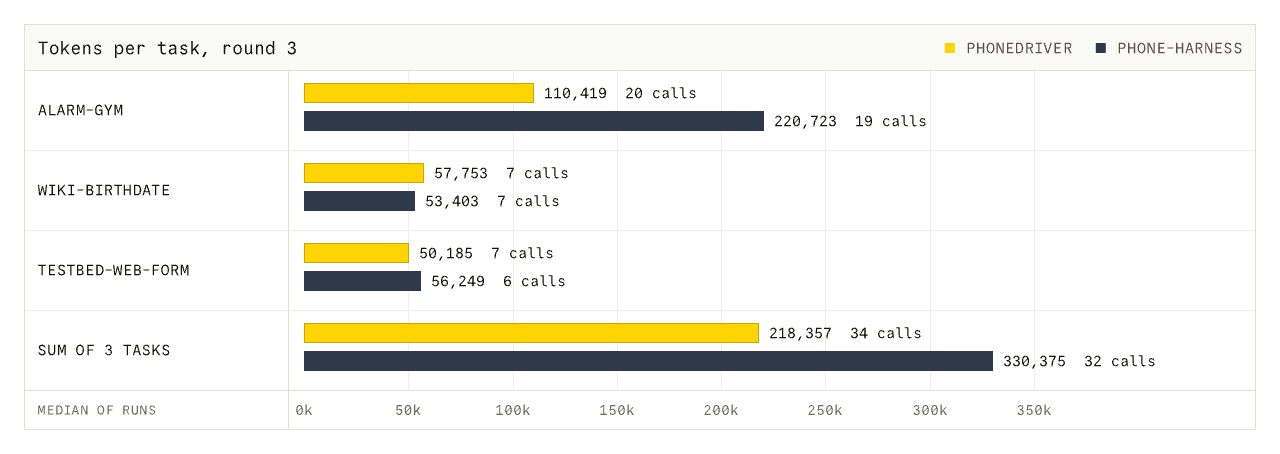 Tokens per task, round 3
PHONEDRIVER
PHONE-HARNESS
ALARM-GYM
110,419 20 calls
220,723 19 calls
WIKI-BIRTHDATE
57,753 7 calls
53,403 7 calls
TESTBED-WEB-FORM
50,185 7 calls
56,249 6 calls
SUM OF 3 TASKS
218,357 34 calls
330,375 32 calls
MEDIAN OF RUNS
0k 50k 100k 150k 200k 250k 300k 350k